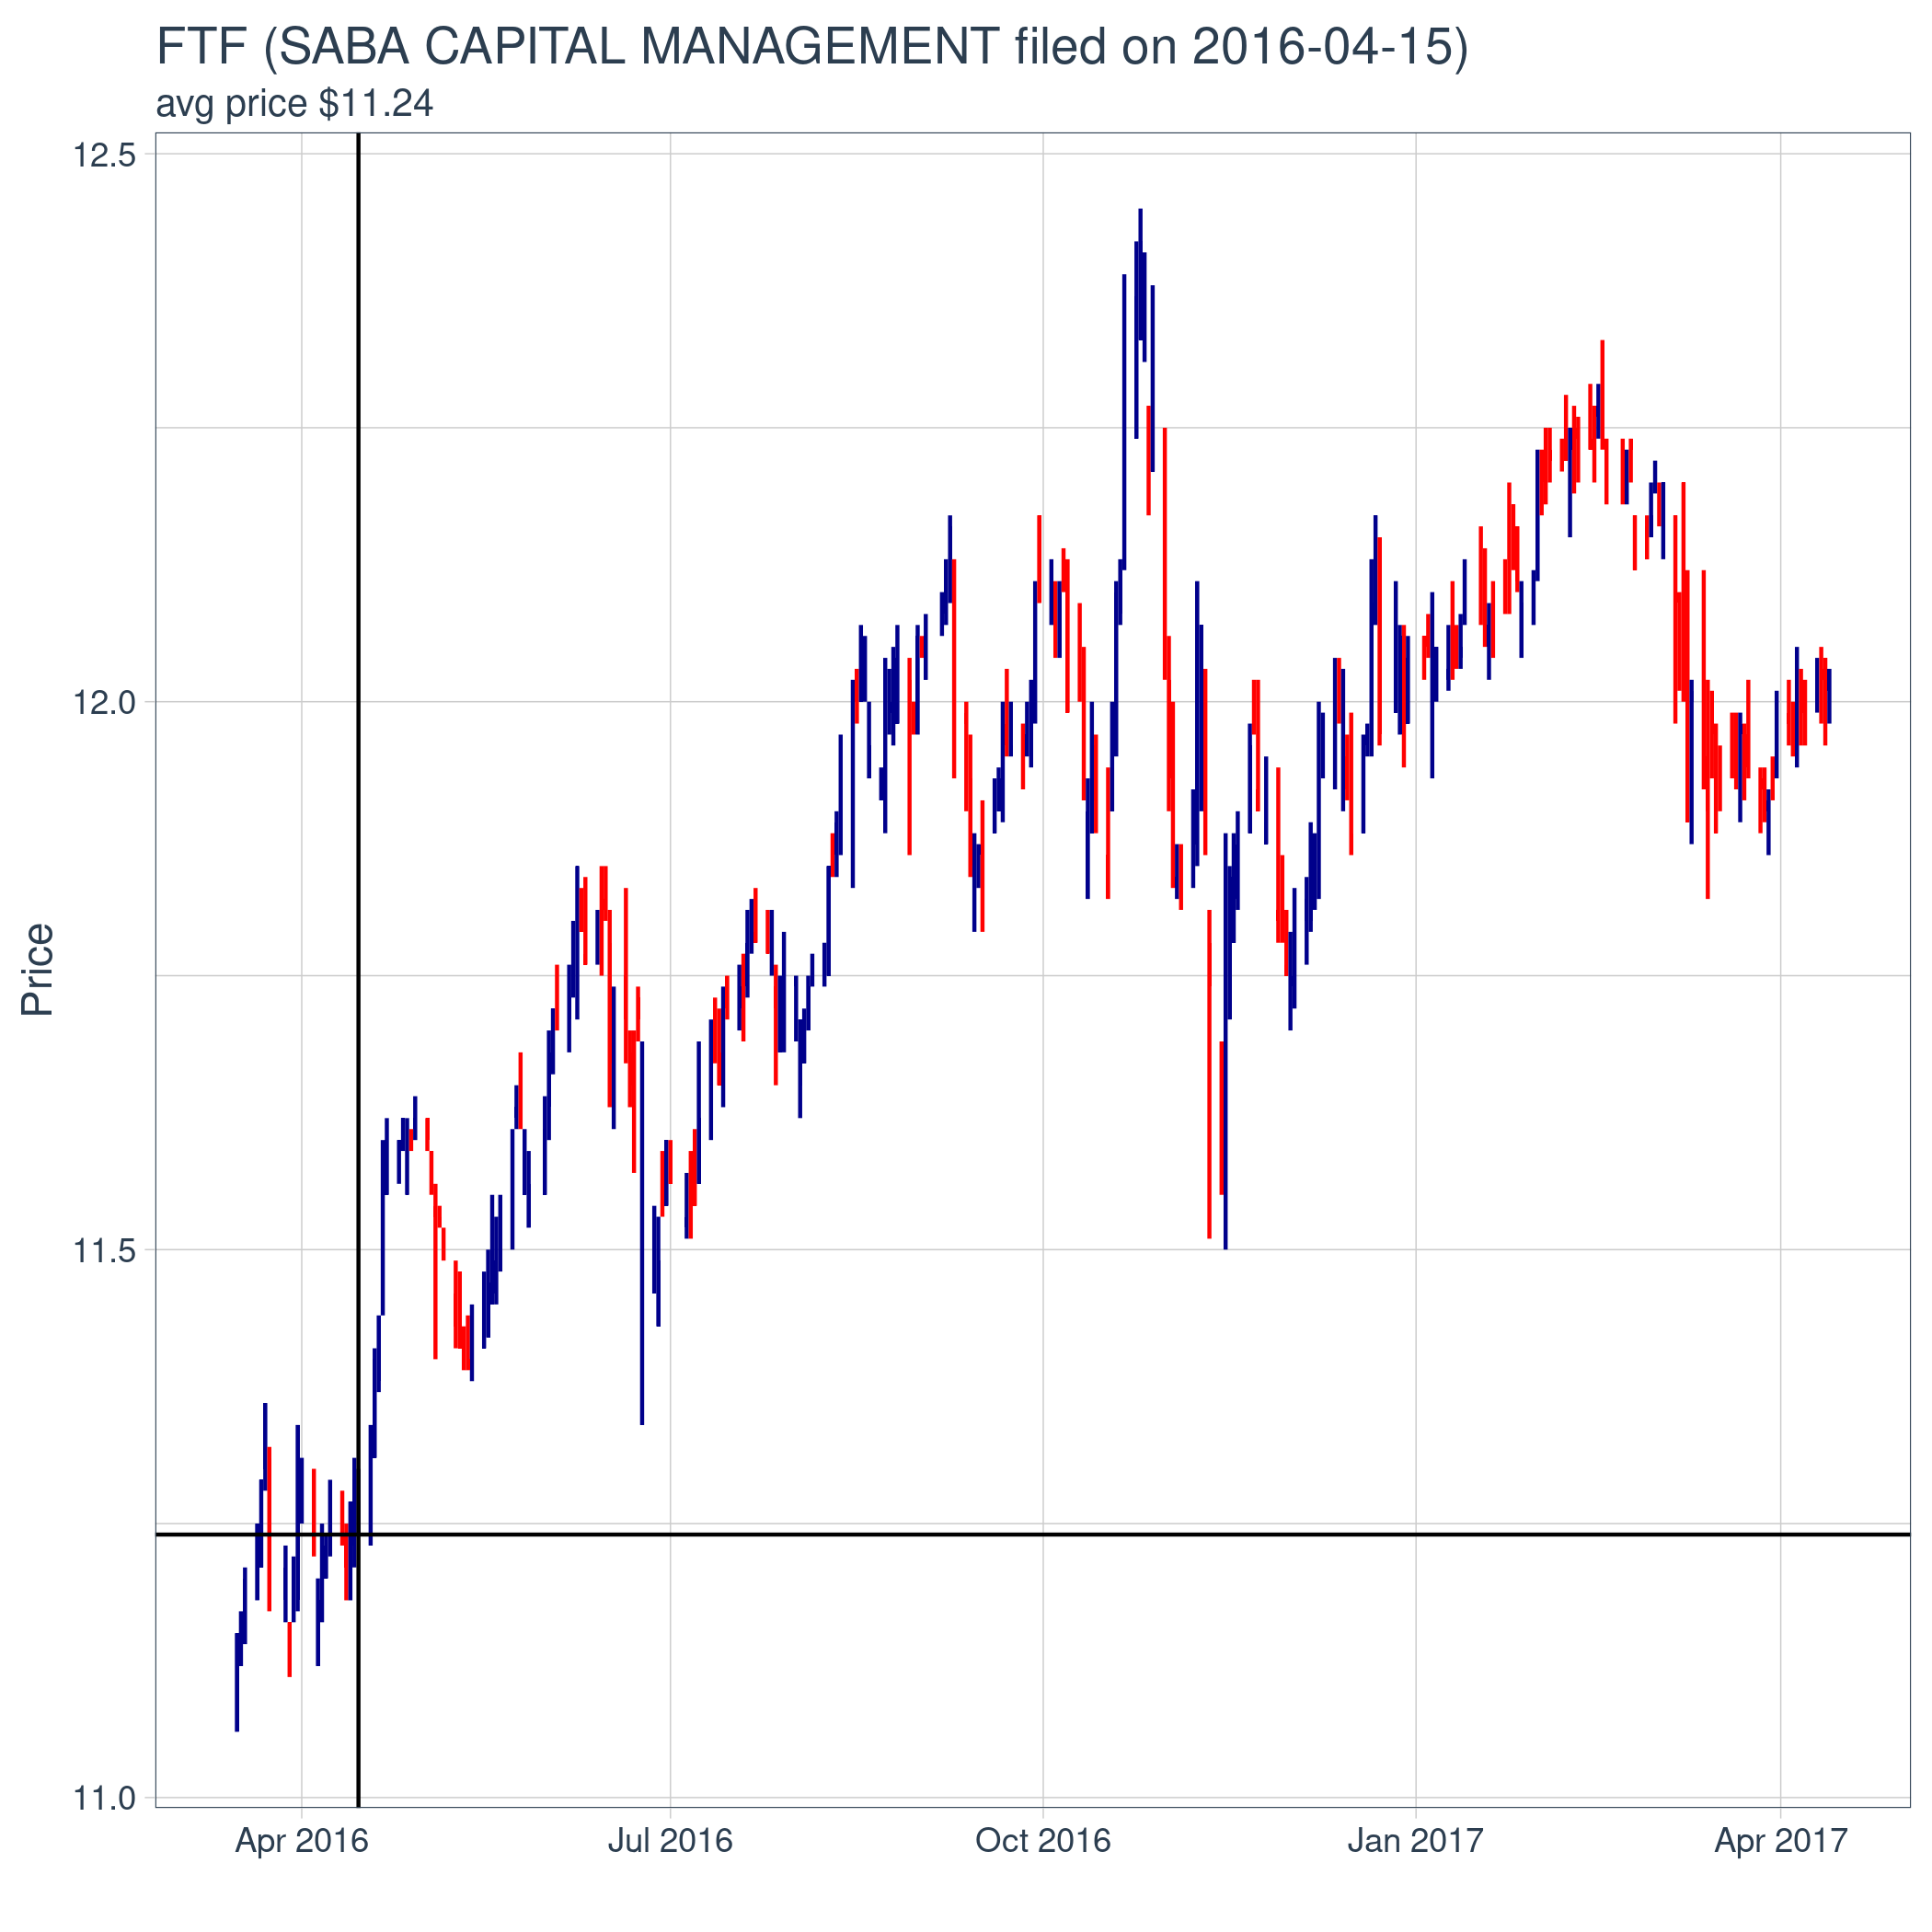 FTF (SABA CAPITAL MANAGEMENT filed on 2016-04-15)
avg price $11.24
12.5
12.0
11.5
11.0
Price
Apr 2016
Jul 2016
Oct 2016
Jan 2017
Apr 2017